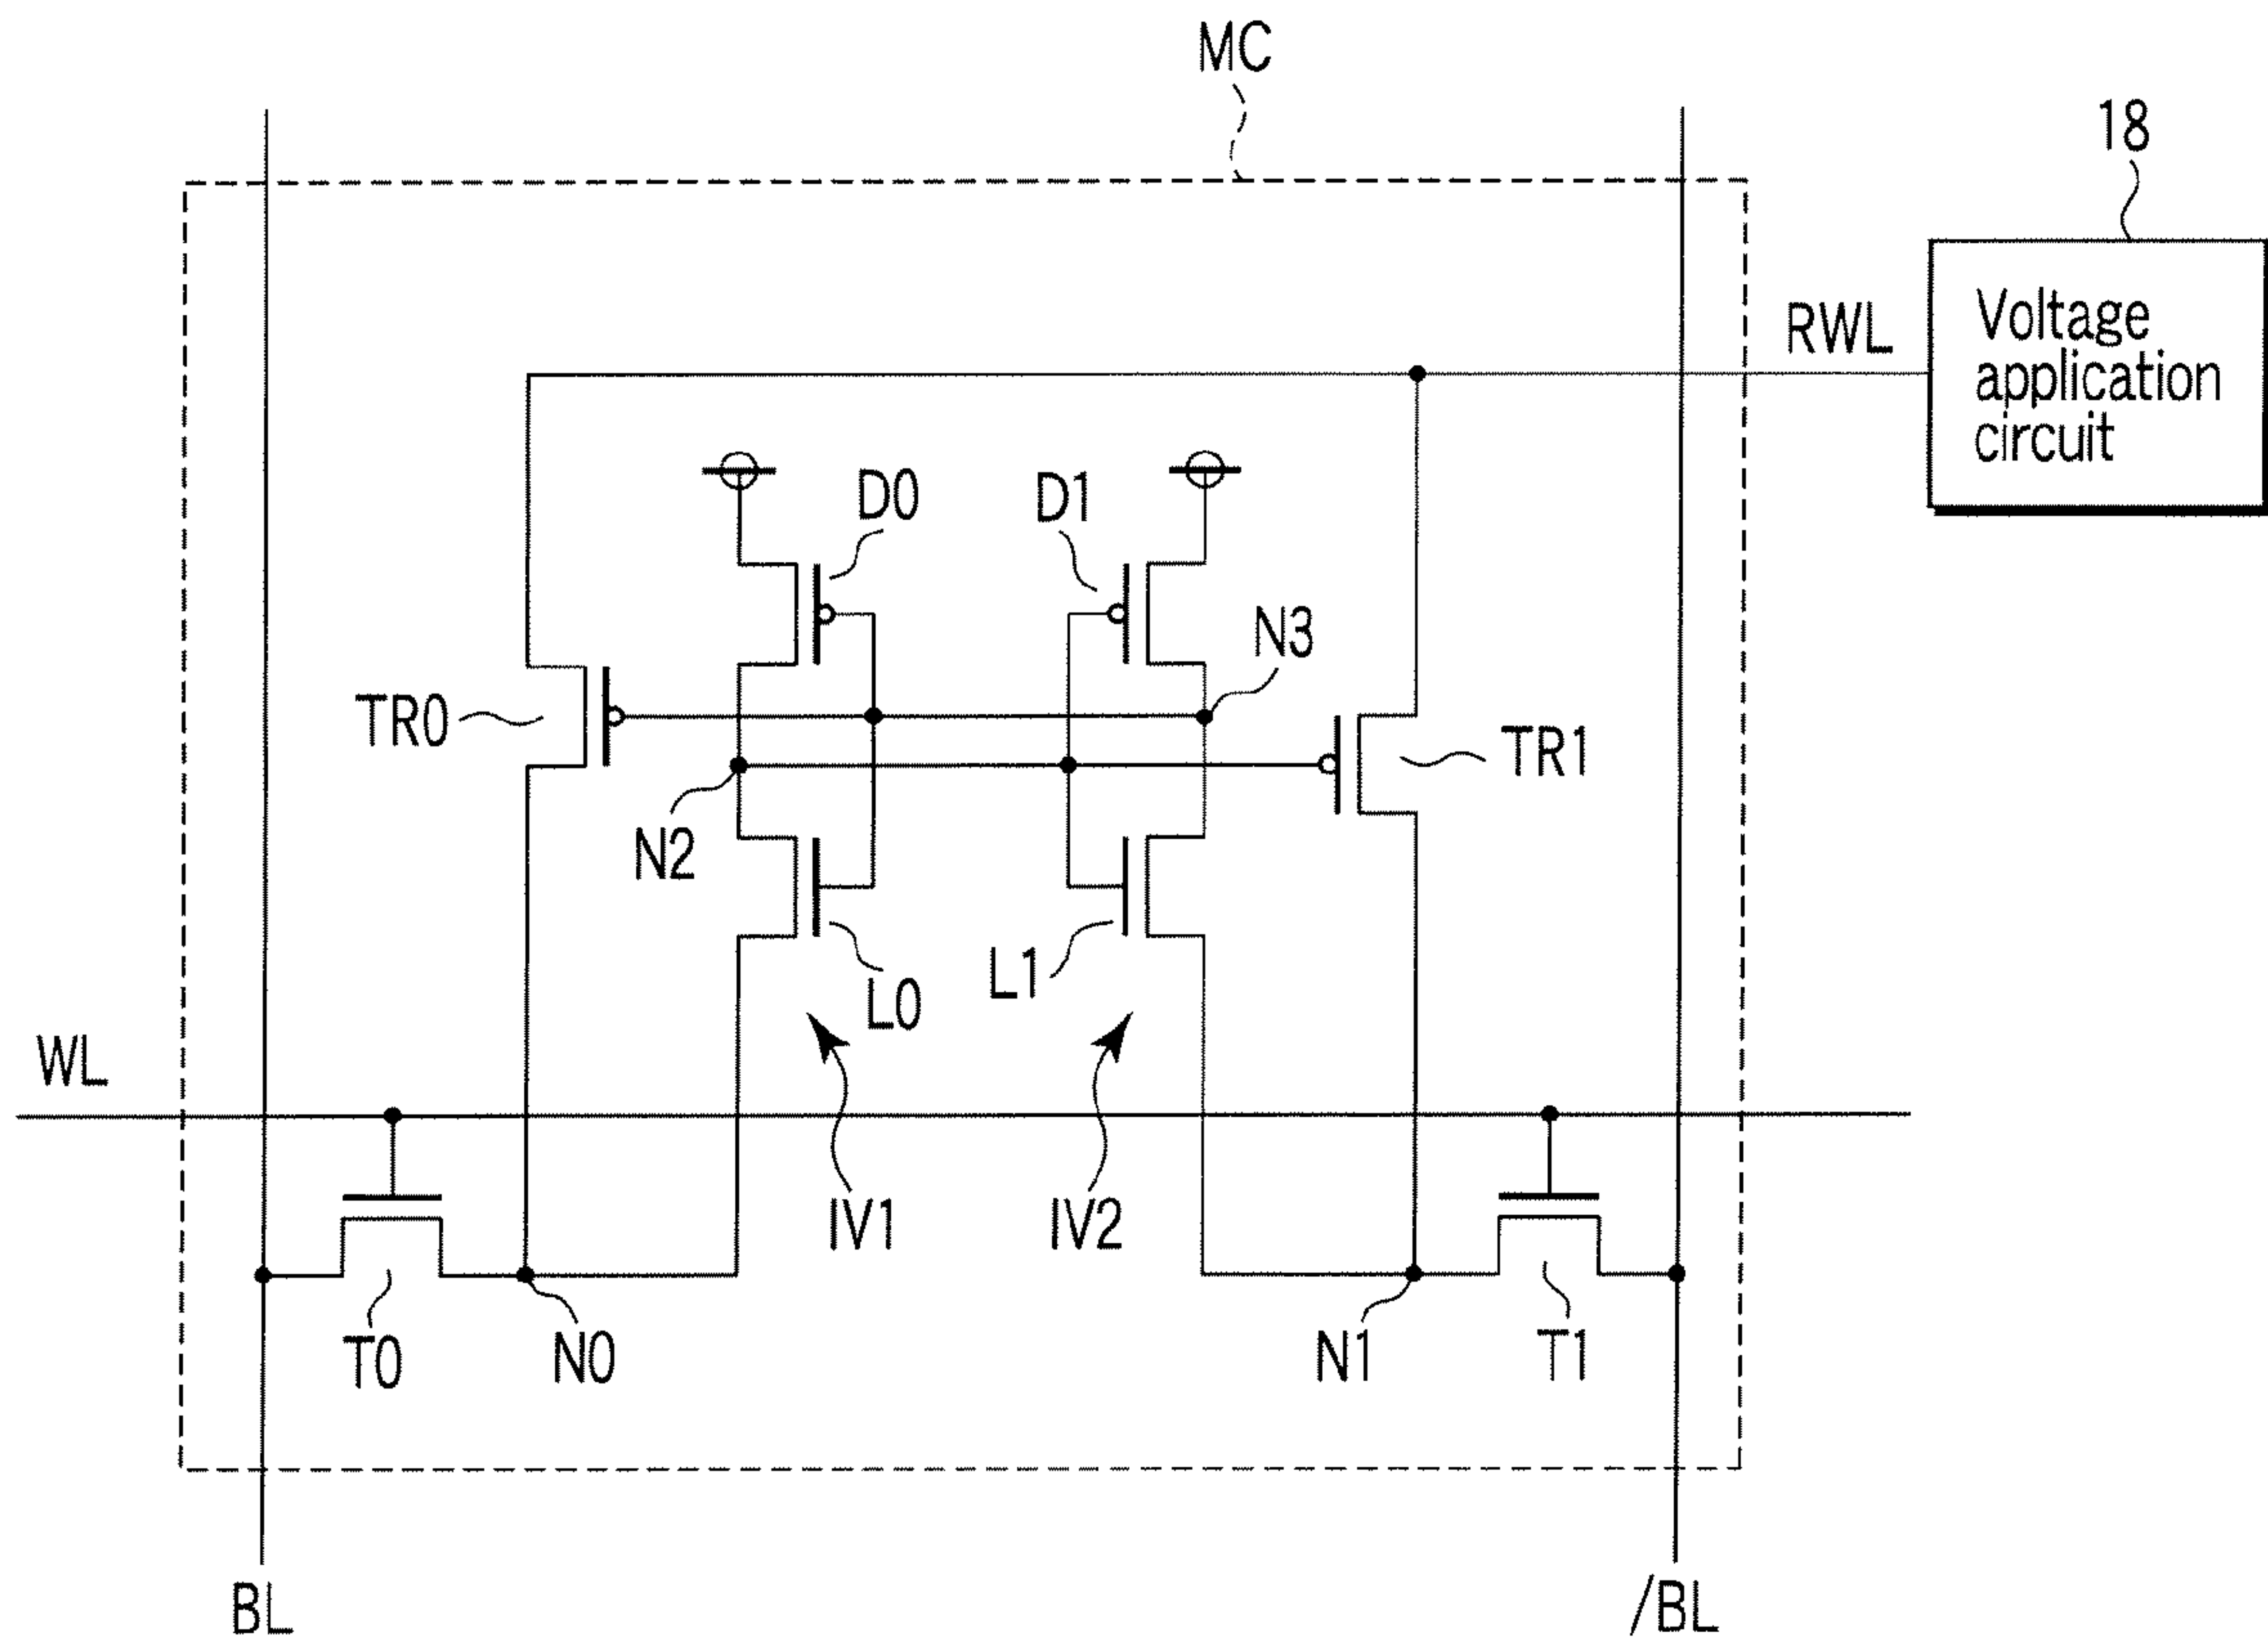 MC
18
RWL
Voltage
application
circuit
D0
D1
N3
TR0
TR1
N2
L0
L1
WL
IV1
IV2
T0
N0
N1
T1
BL
/BL